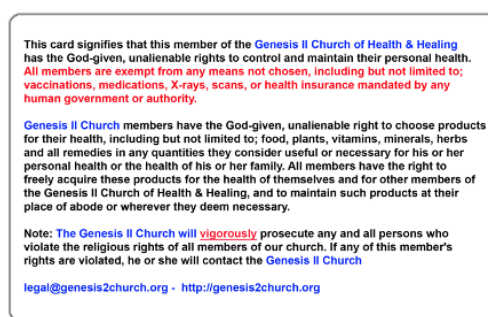 This card signifies that this member of the Genesis II Church of Health & Healing
has the God-given, unalienable rights to control and maintain their personal health.
All members are exempt from any means not chosen, including but not limited to;
vaccinations, medications, X-rays, scans, or health insurance mandated by any
human government or authority.
Genesis II Church members have the God-given, unalienable right to choose products
for their health, including but not limited to; food, plants, vitamins, minerals, herbs
and all remedies in any quantities they consider useful or necessary for his or her
personal health or the health of his or her family. All members have the right to
freely acquire these products for the health of themselves and for other members of
the Genesis II Church of Health & Healing, and to maintain such products at their
place of abode or wherever they deem necessary.
Note: The Genesis II Church will vigorously prosecute any and all persons who
violate the religious rights of all members of our church. If any of this member's
rights are violated, he or she will contact the Genesis II Church
legal@genesis2church.org - http://genesis2church.org